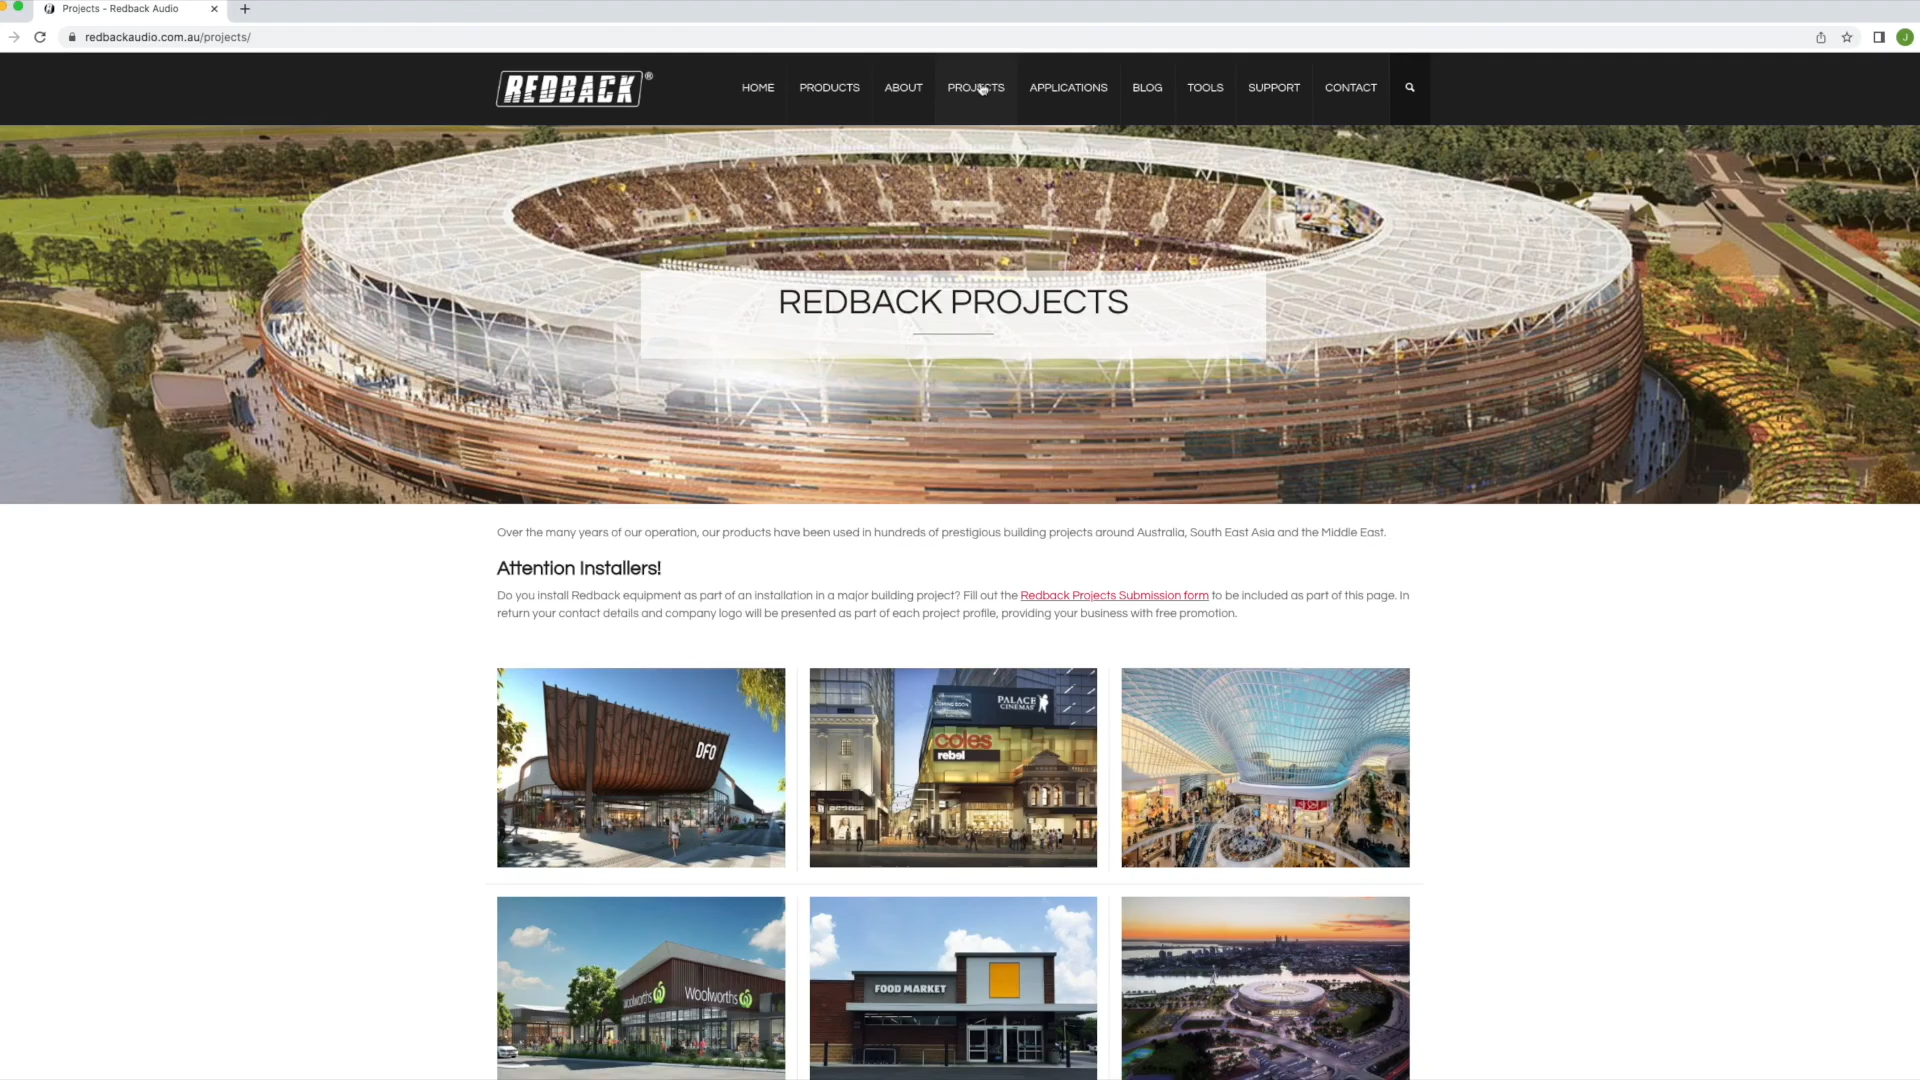 Projects - Redback Audio
redbackaudio.com.au/projects/
J
REDBACK®
HOME PRODUCTS ABOUT PROJECTS APPLICATIONS BLOG TOOLS SUPPORT CONTACT
REDBACK PROJECTS
Over the many years of our operation, our products have been used in hundreds of prestigious building projects around Australia, South East Asia and the Middle East.
Attention Installers!
Do you install Redback equipment as part of an installation in a major building project? Fill out the Redback Projects Submission form to be included as part of this page. In
return your contact details and company logo will be presented as part of each project profile, providing your business with free promotion.
DFO
COMING SOON
PALACE
CINEMAS
coles
rebel
woolworths Woolworths
FOOD MARKET